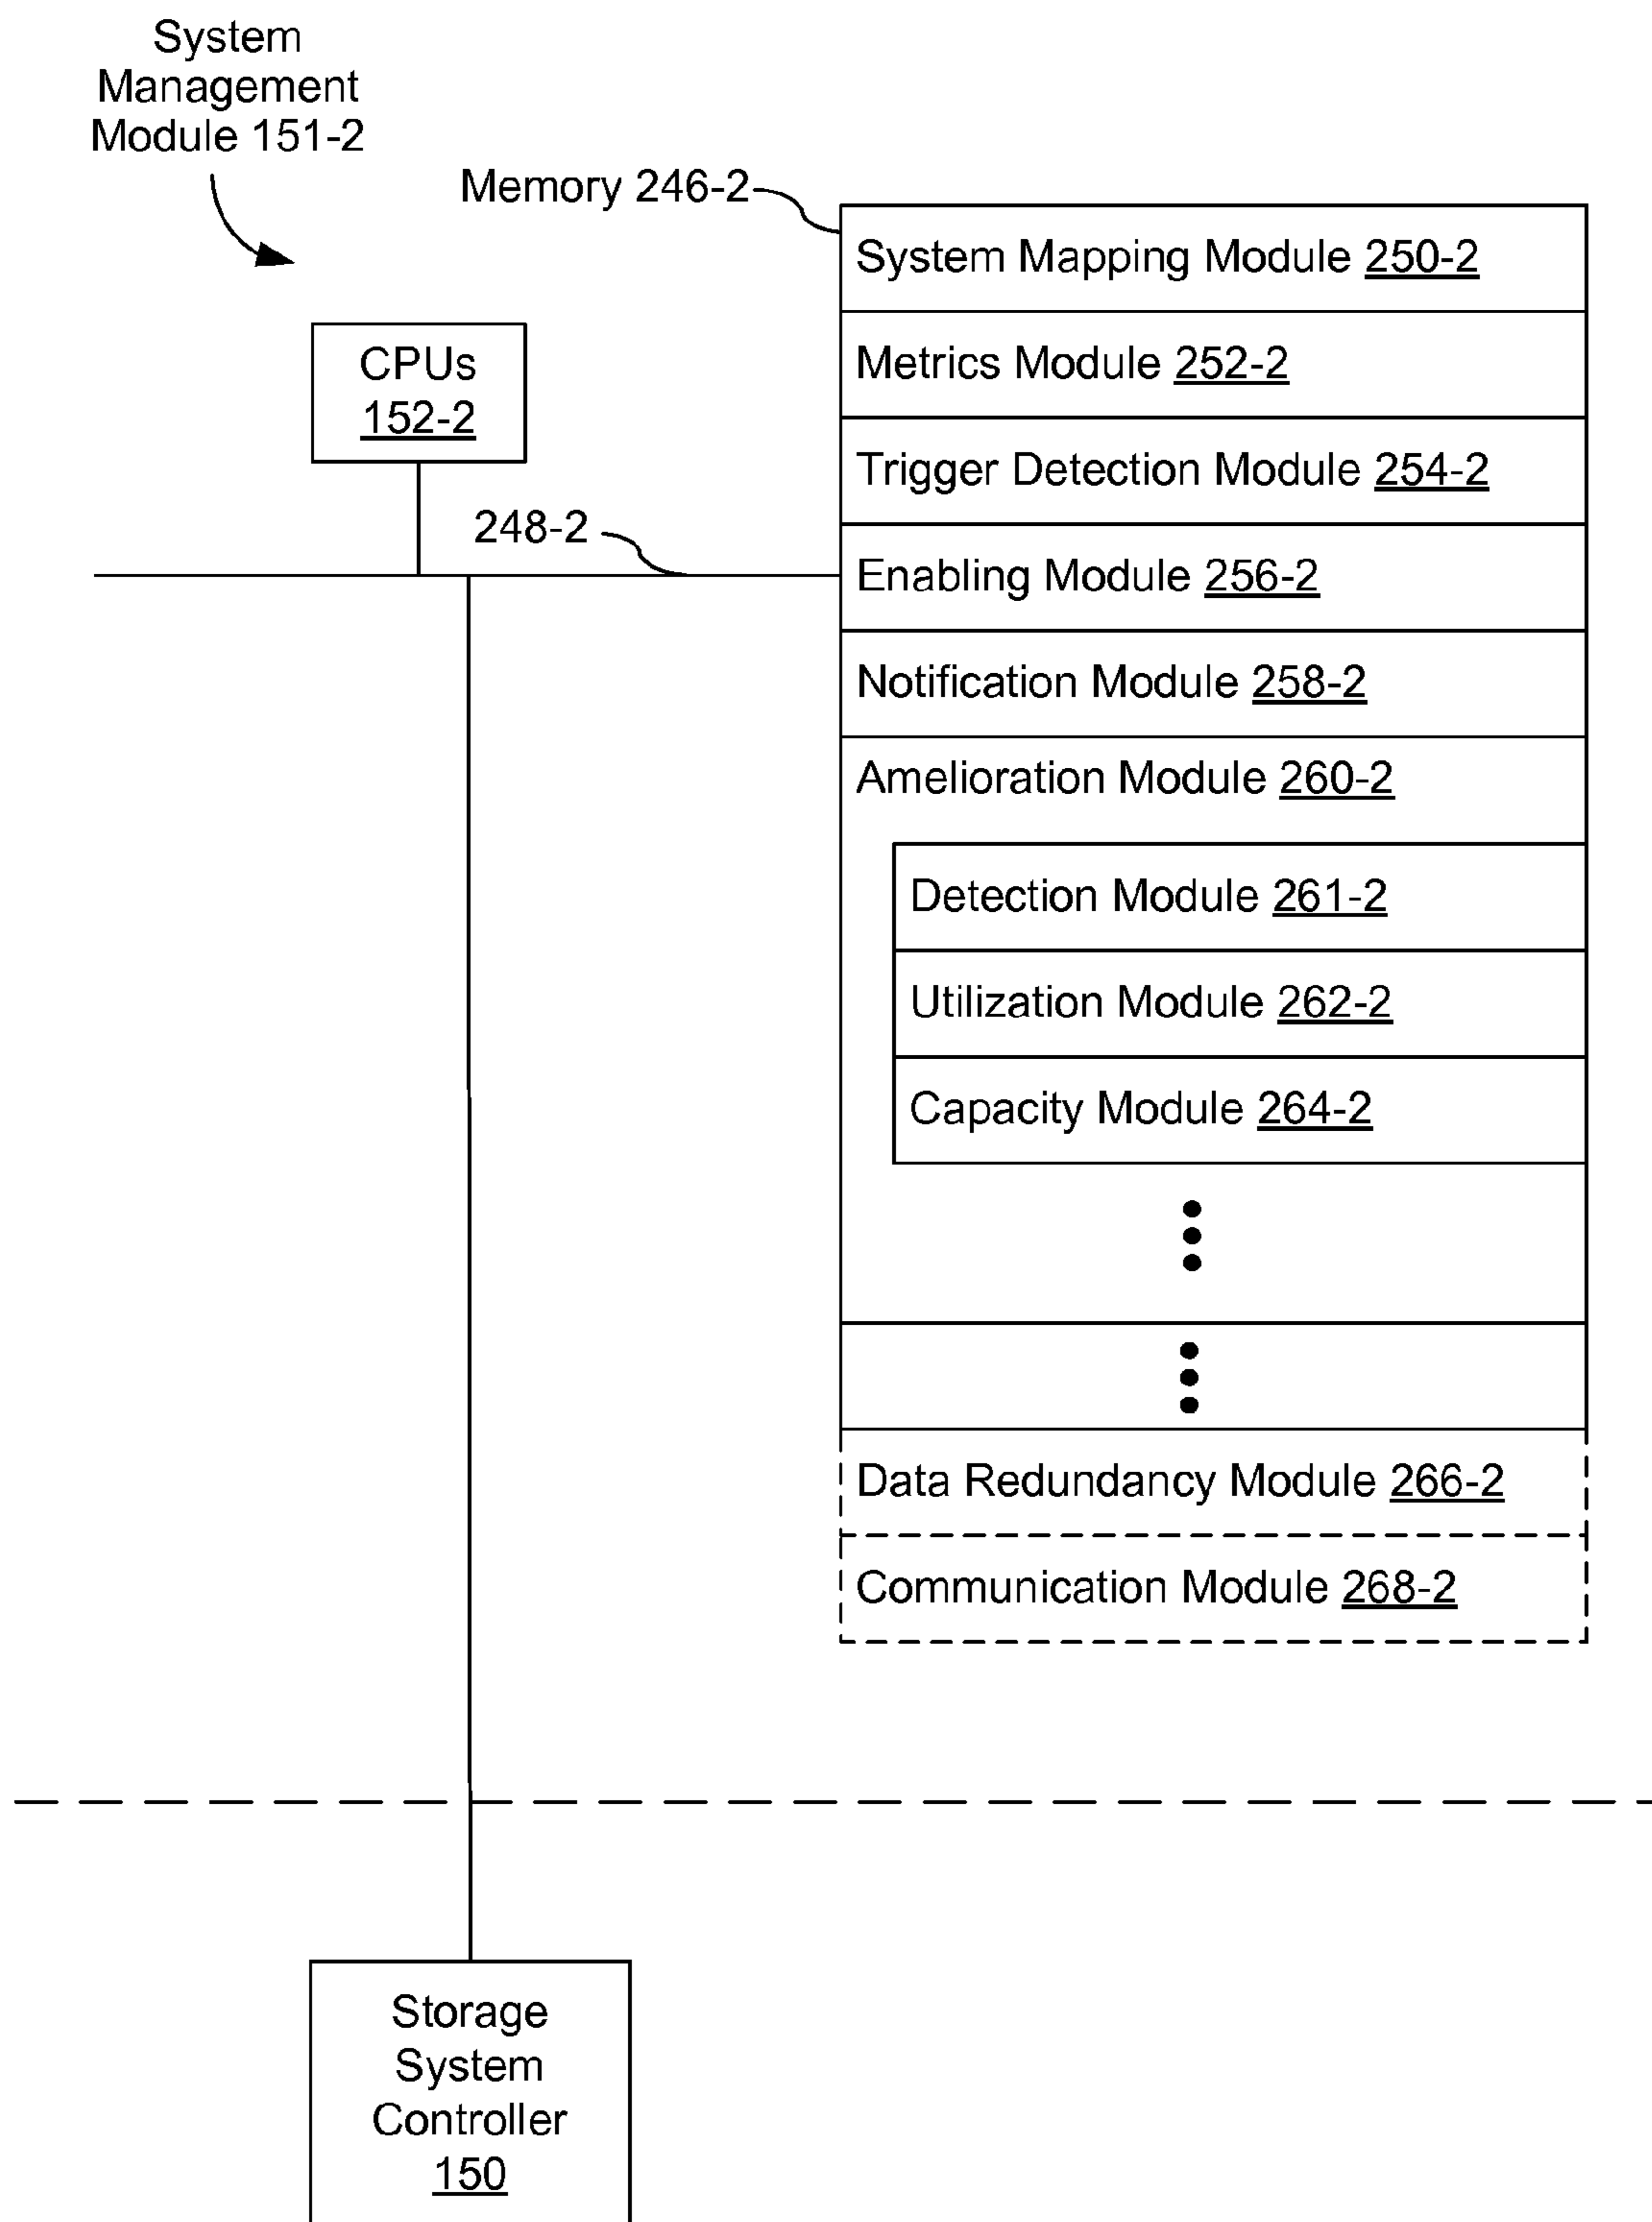 System
Management
Module 151-2
Memory 246-2
System Mapping Module 250-2
CPUs
152-2
Metrics Module 252-2
Trigger Detection Module 254-2
248-2
Enabling Module 256-2
Notification Module 258-2
Amelioration Module 260-2
Detection Module 261-2
Utilization Module 262-2
Capacity Module 264-2
Data Redundancy Module 266-2
Communication Module 268-2
Storage
System
Controller
150